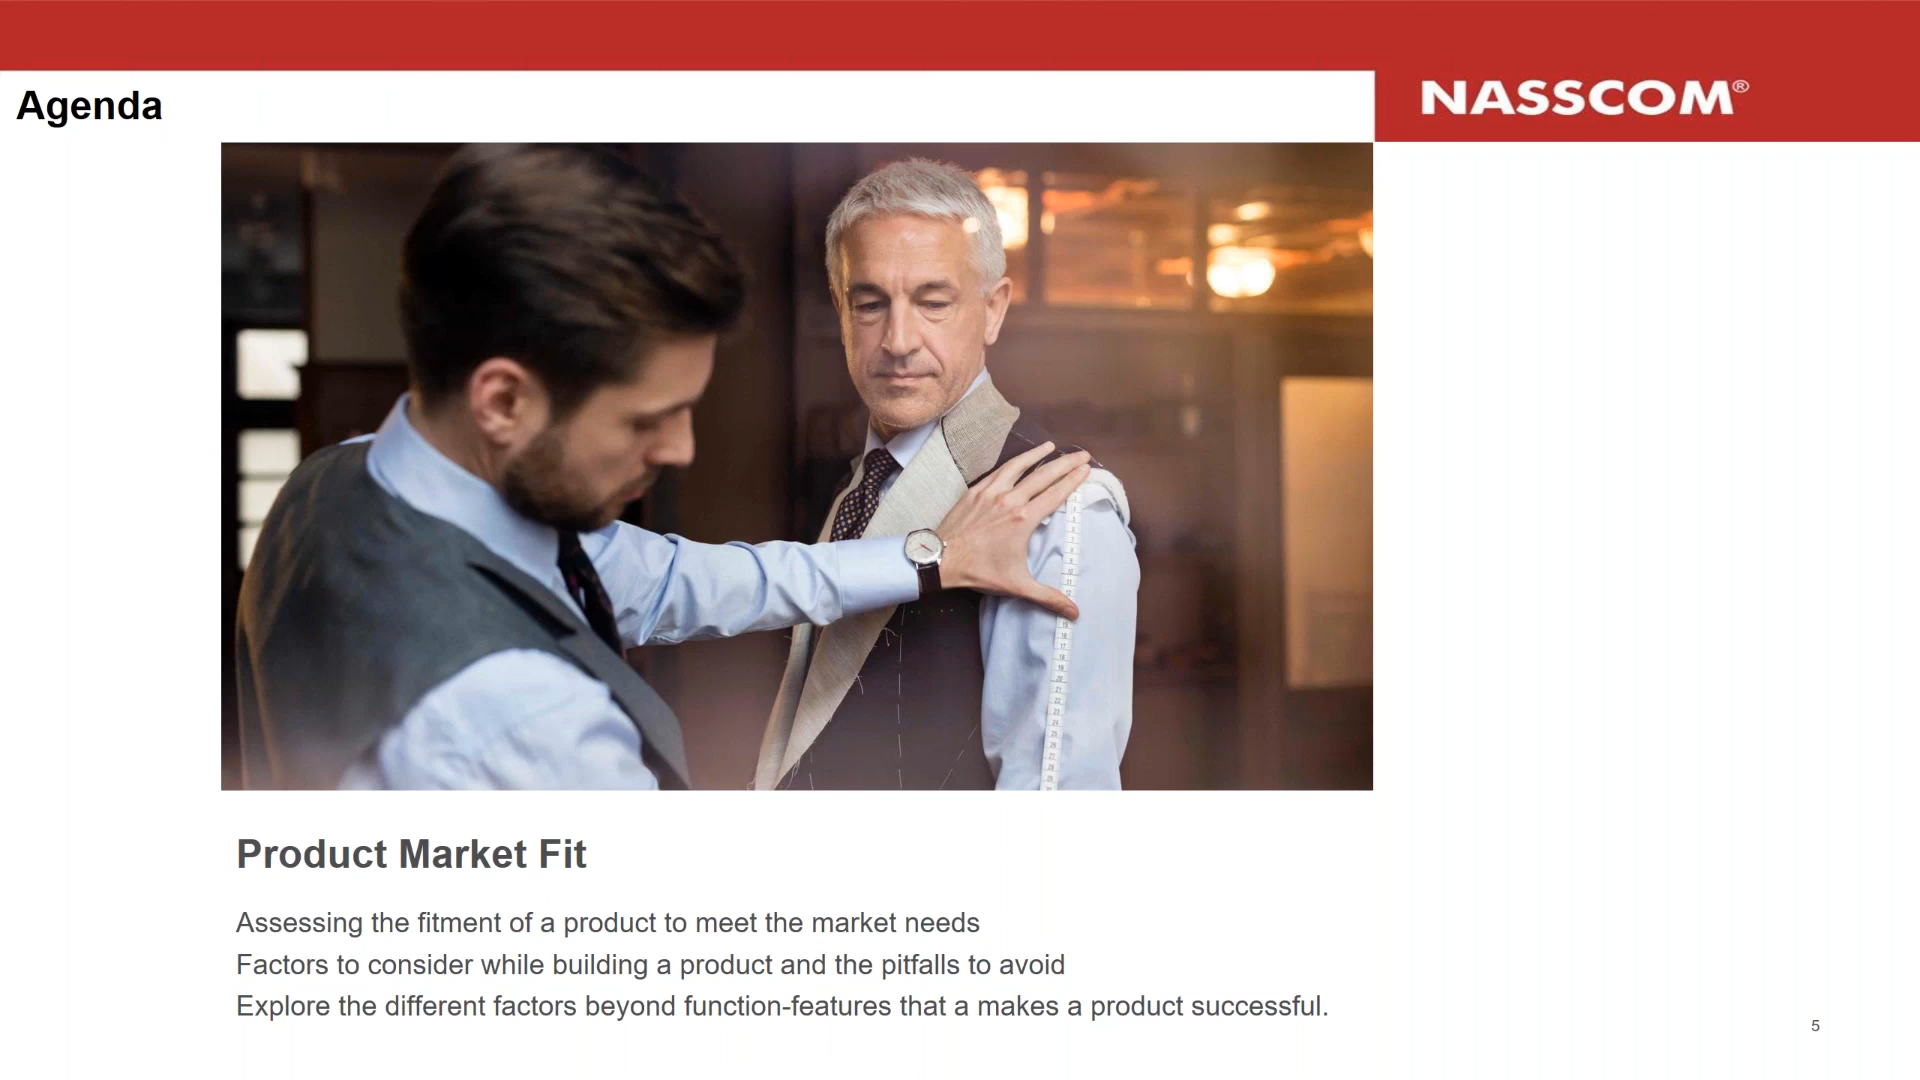 Agenda
NASSCOM®
Product Market Fit
Assessing the fitment of a product to meet the market needs
Factors to consider while building a product and the pitfalls to avoid
Explore the different factors beyond function-features that a makes a product successful.
5